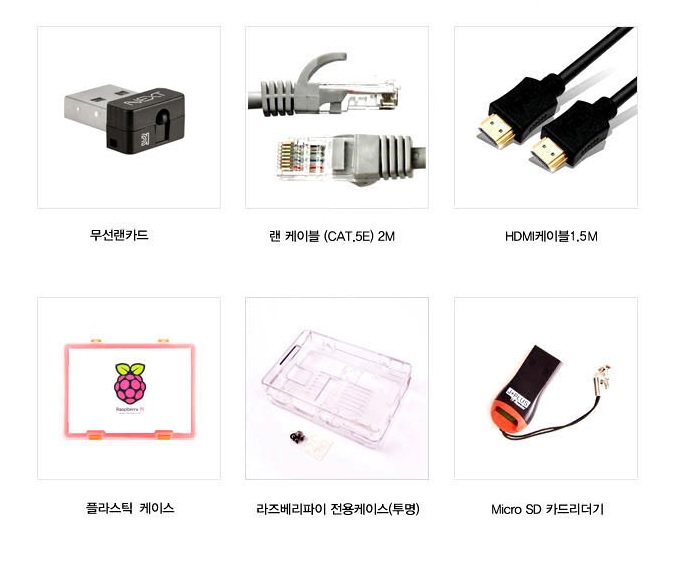 NEXT
무선랜카드
랜 케이블 (CAT.5E) 2M
HDMI케이블1.5M
Raspberry Pi
플라스틱 케이스
라즈베리파이 전용케이스(투명)
Micro SD 카드리더기